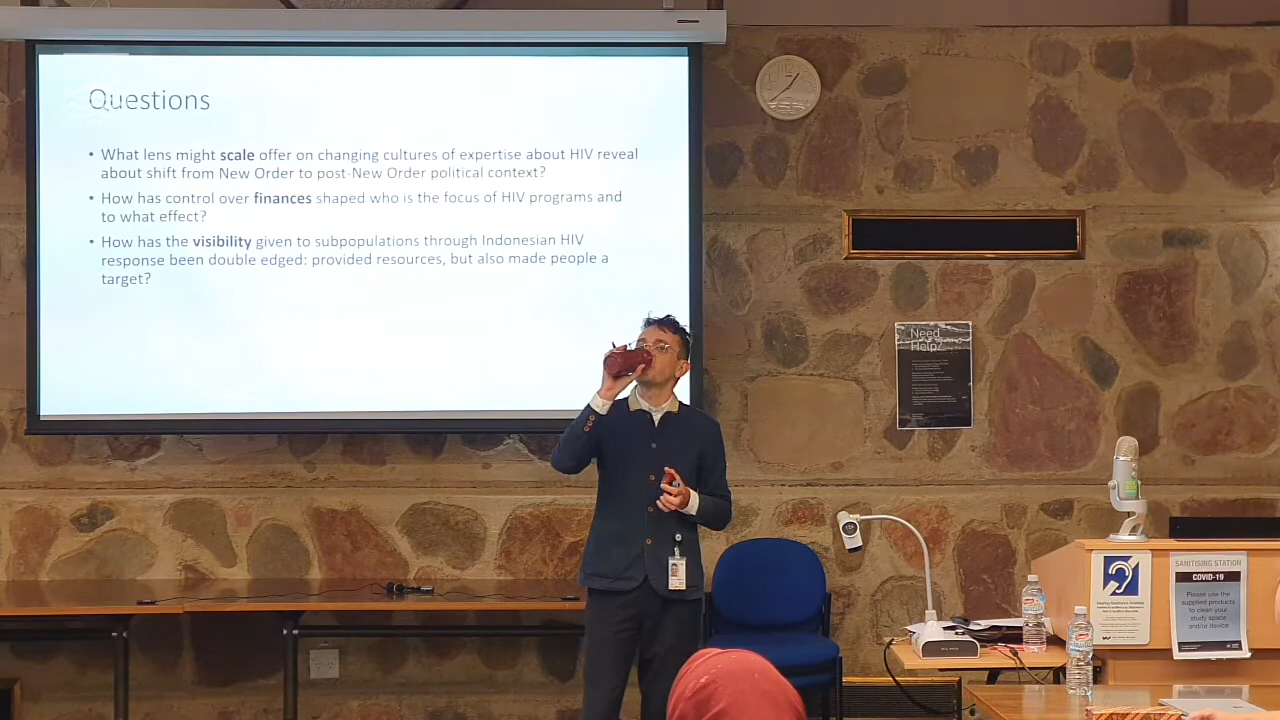 Questions
• What lens might scale offer on changing cultures of expertise about HIV reveal
about shift from New Order to post-New Order political context?
• How has control over finances shaped who is the focus of HIV programs and
to what effect?
• How has the visibility given to subpopulations through Indonesian HIV
response been double edged: provided resources, but also made people a
target?
12
Need
Help?
SANITISING STATION
COVID-19
Please use the
supplied products
to clean your
study space
and/or device
ELMO